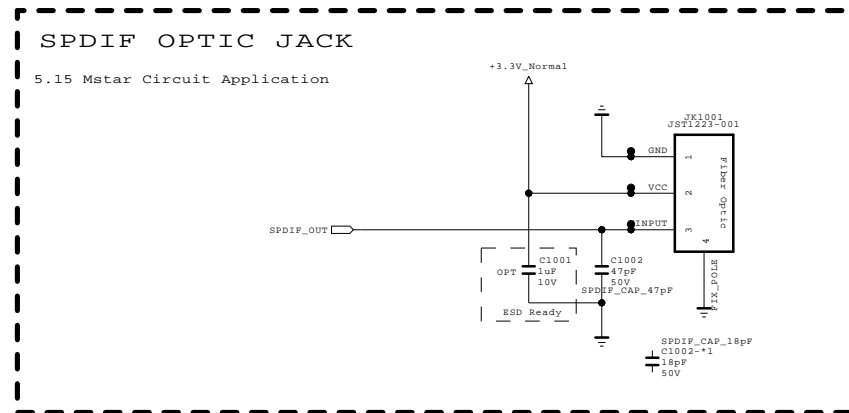 SPDIF OPTIC JACK
5.15 Mstar Circuit Application
+3.3V_Normal
JK1001
JST1223-001
GND
1
VCC
2
INPUT
3
4
Fiber Optic
FIX_POLE
SPDIF_OUT
OPT
C1001
1uF
10V
ESD Ready
C1002
47pF
50V
SPDIF_CAP_47pF
SPDIF_CAP_18pF
C1002-*1
18pF
50V